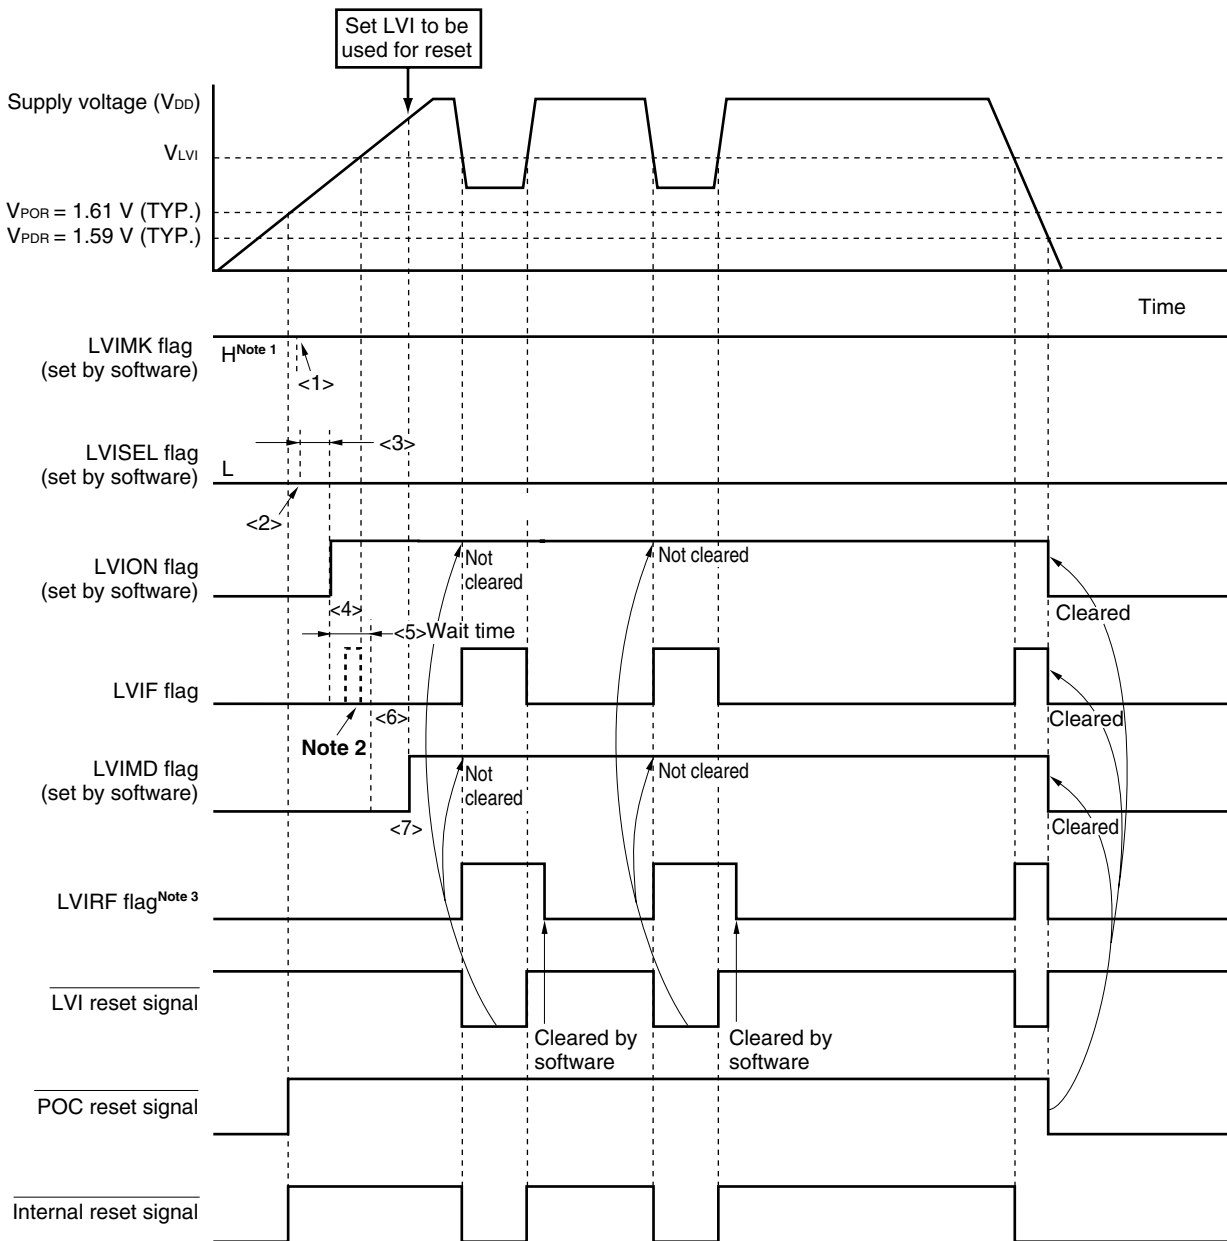 Set LVI to be
used for reset
Supply voltage (VDD)
VLVI
VPOR = 1.61 V (TYP.)
VPDR = 1.59 V (TYP.)
Time
LVIMK flag
(set by software)
H Note 1
<1>
LVISEL flag
(set by software)
L
<3>
<2>
LVION flag
(set by software)
Not
cleared
Not cleared
Cleared
<4>
<5> Wait time
LVIF flag
<6>
Note 2
Cleared
LVIMD flag
(set by software)
Not
cleared
Not cleared
<7>
Cleared
LVIRF flag Note 3
LVI reset signal
Cleared by
software
Cleared by
software
POC reset signal
Internal reset signal